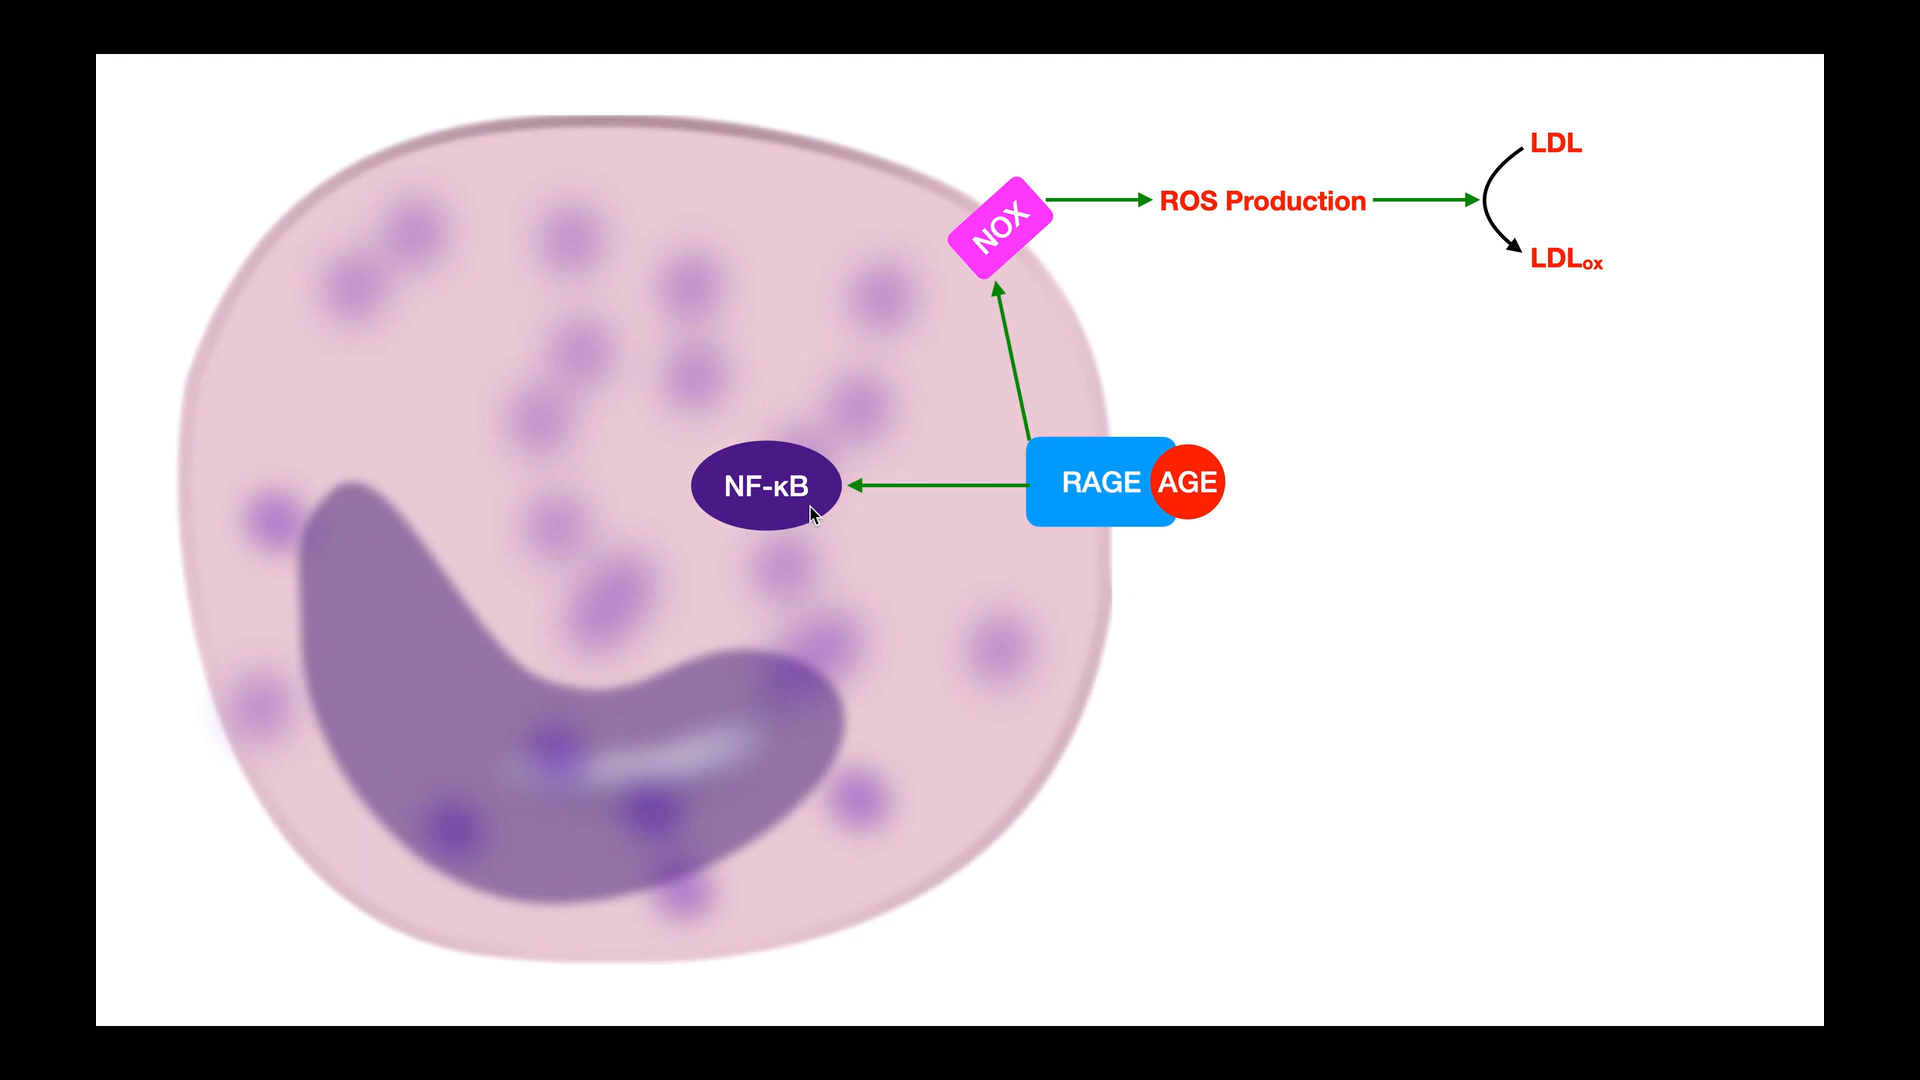 LDL
NOX
ROS Production
LDLox
NF-κB
RAGE
AGE